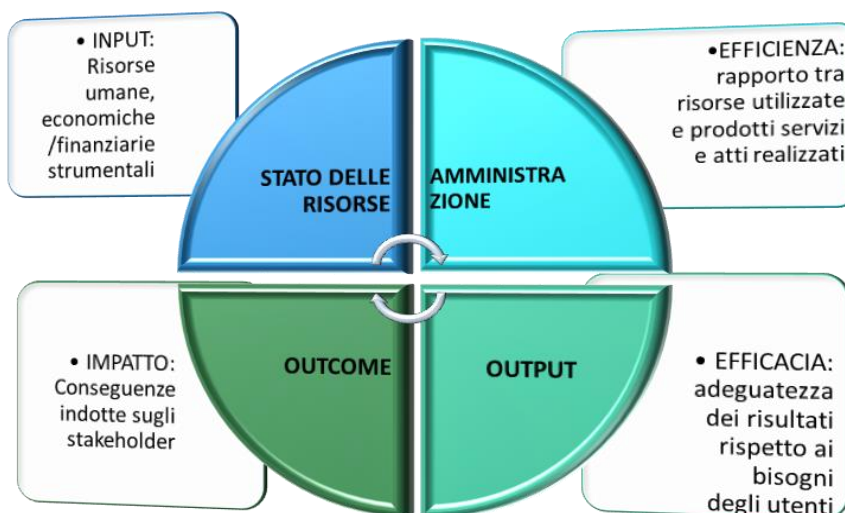 • INPUT:
Risorse
umane,
economiche
/finanziarie
strumentali
STATO DELLE
RISORSE
AMMINISTRA
ZIONE
•EFFICIENZA:
rapporto tra
risorse utilizzate
e prodotti servizi
e atti realizzati
• IMPATTO:
Conseguenze
indotte sugli
stakeholder
OUTCOME
OUTPUT
• EFFICACIA:
adeguatezza
dei risultati
rispetto ai
bisogni
degli utenti